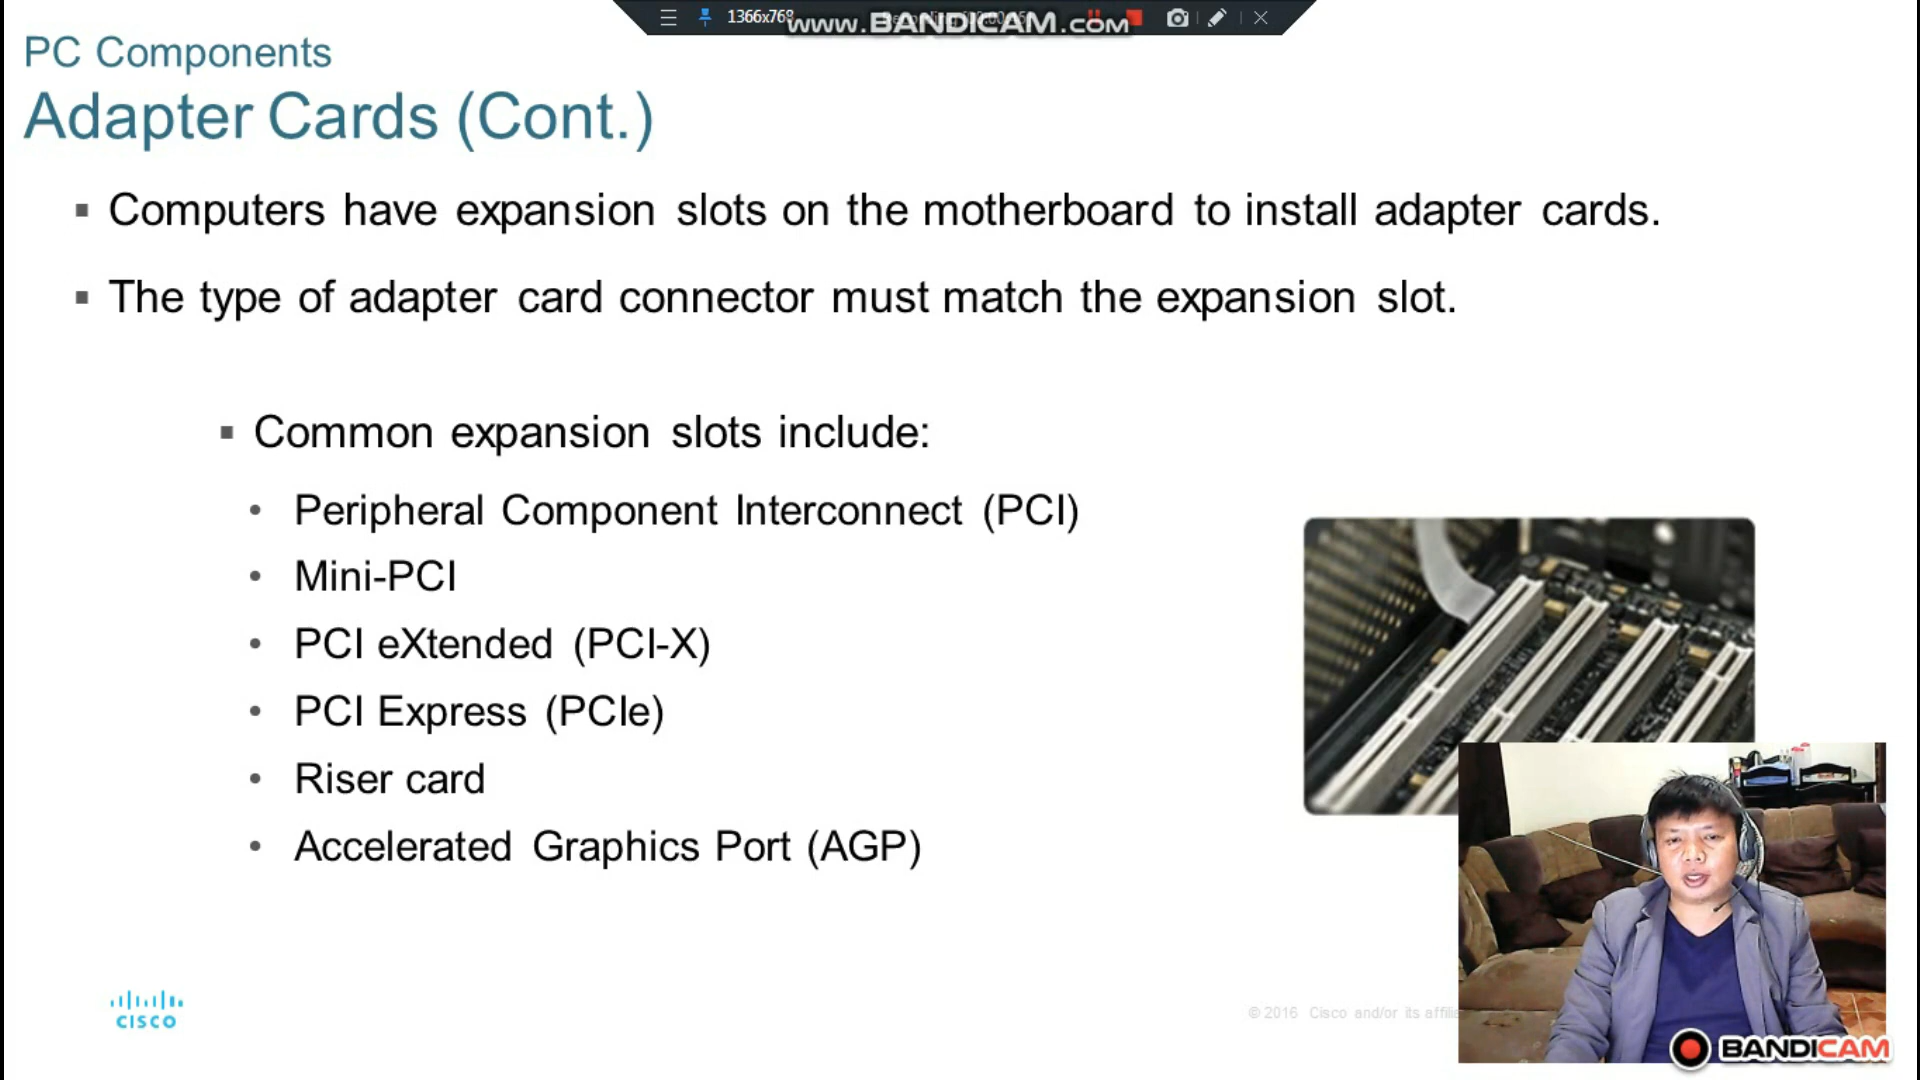 1366x768
www.BANDICAM.com
PC Components
Adapter Cards (Cont.)
Computers have expansion slots on the motherboard to install adapter cards.
The type of adapter card connector must match the expansion slot.
Common expansion slots include:
Peripheral Component Interconnect (PCI)
Mini-PCI
PCI eXtended (PCI-X)
PCI Express (PCIe)
Riser card
Accelerated Graphics Port (AGP)
CISCO
© 2016 Cisco and/or its
BANDICAM